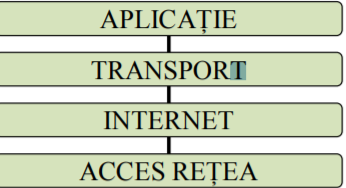 APLICAȚIE
TRANSPORT
INTERNET
ACCES REȚEA